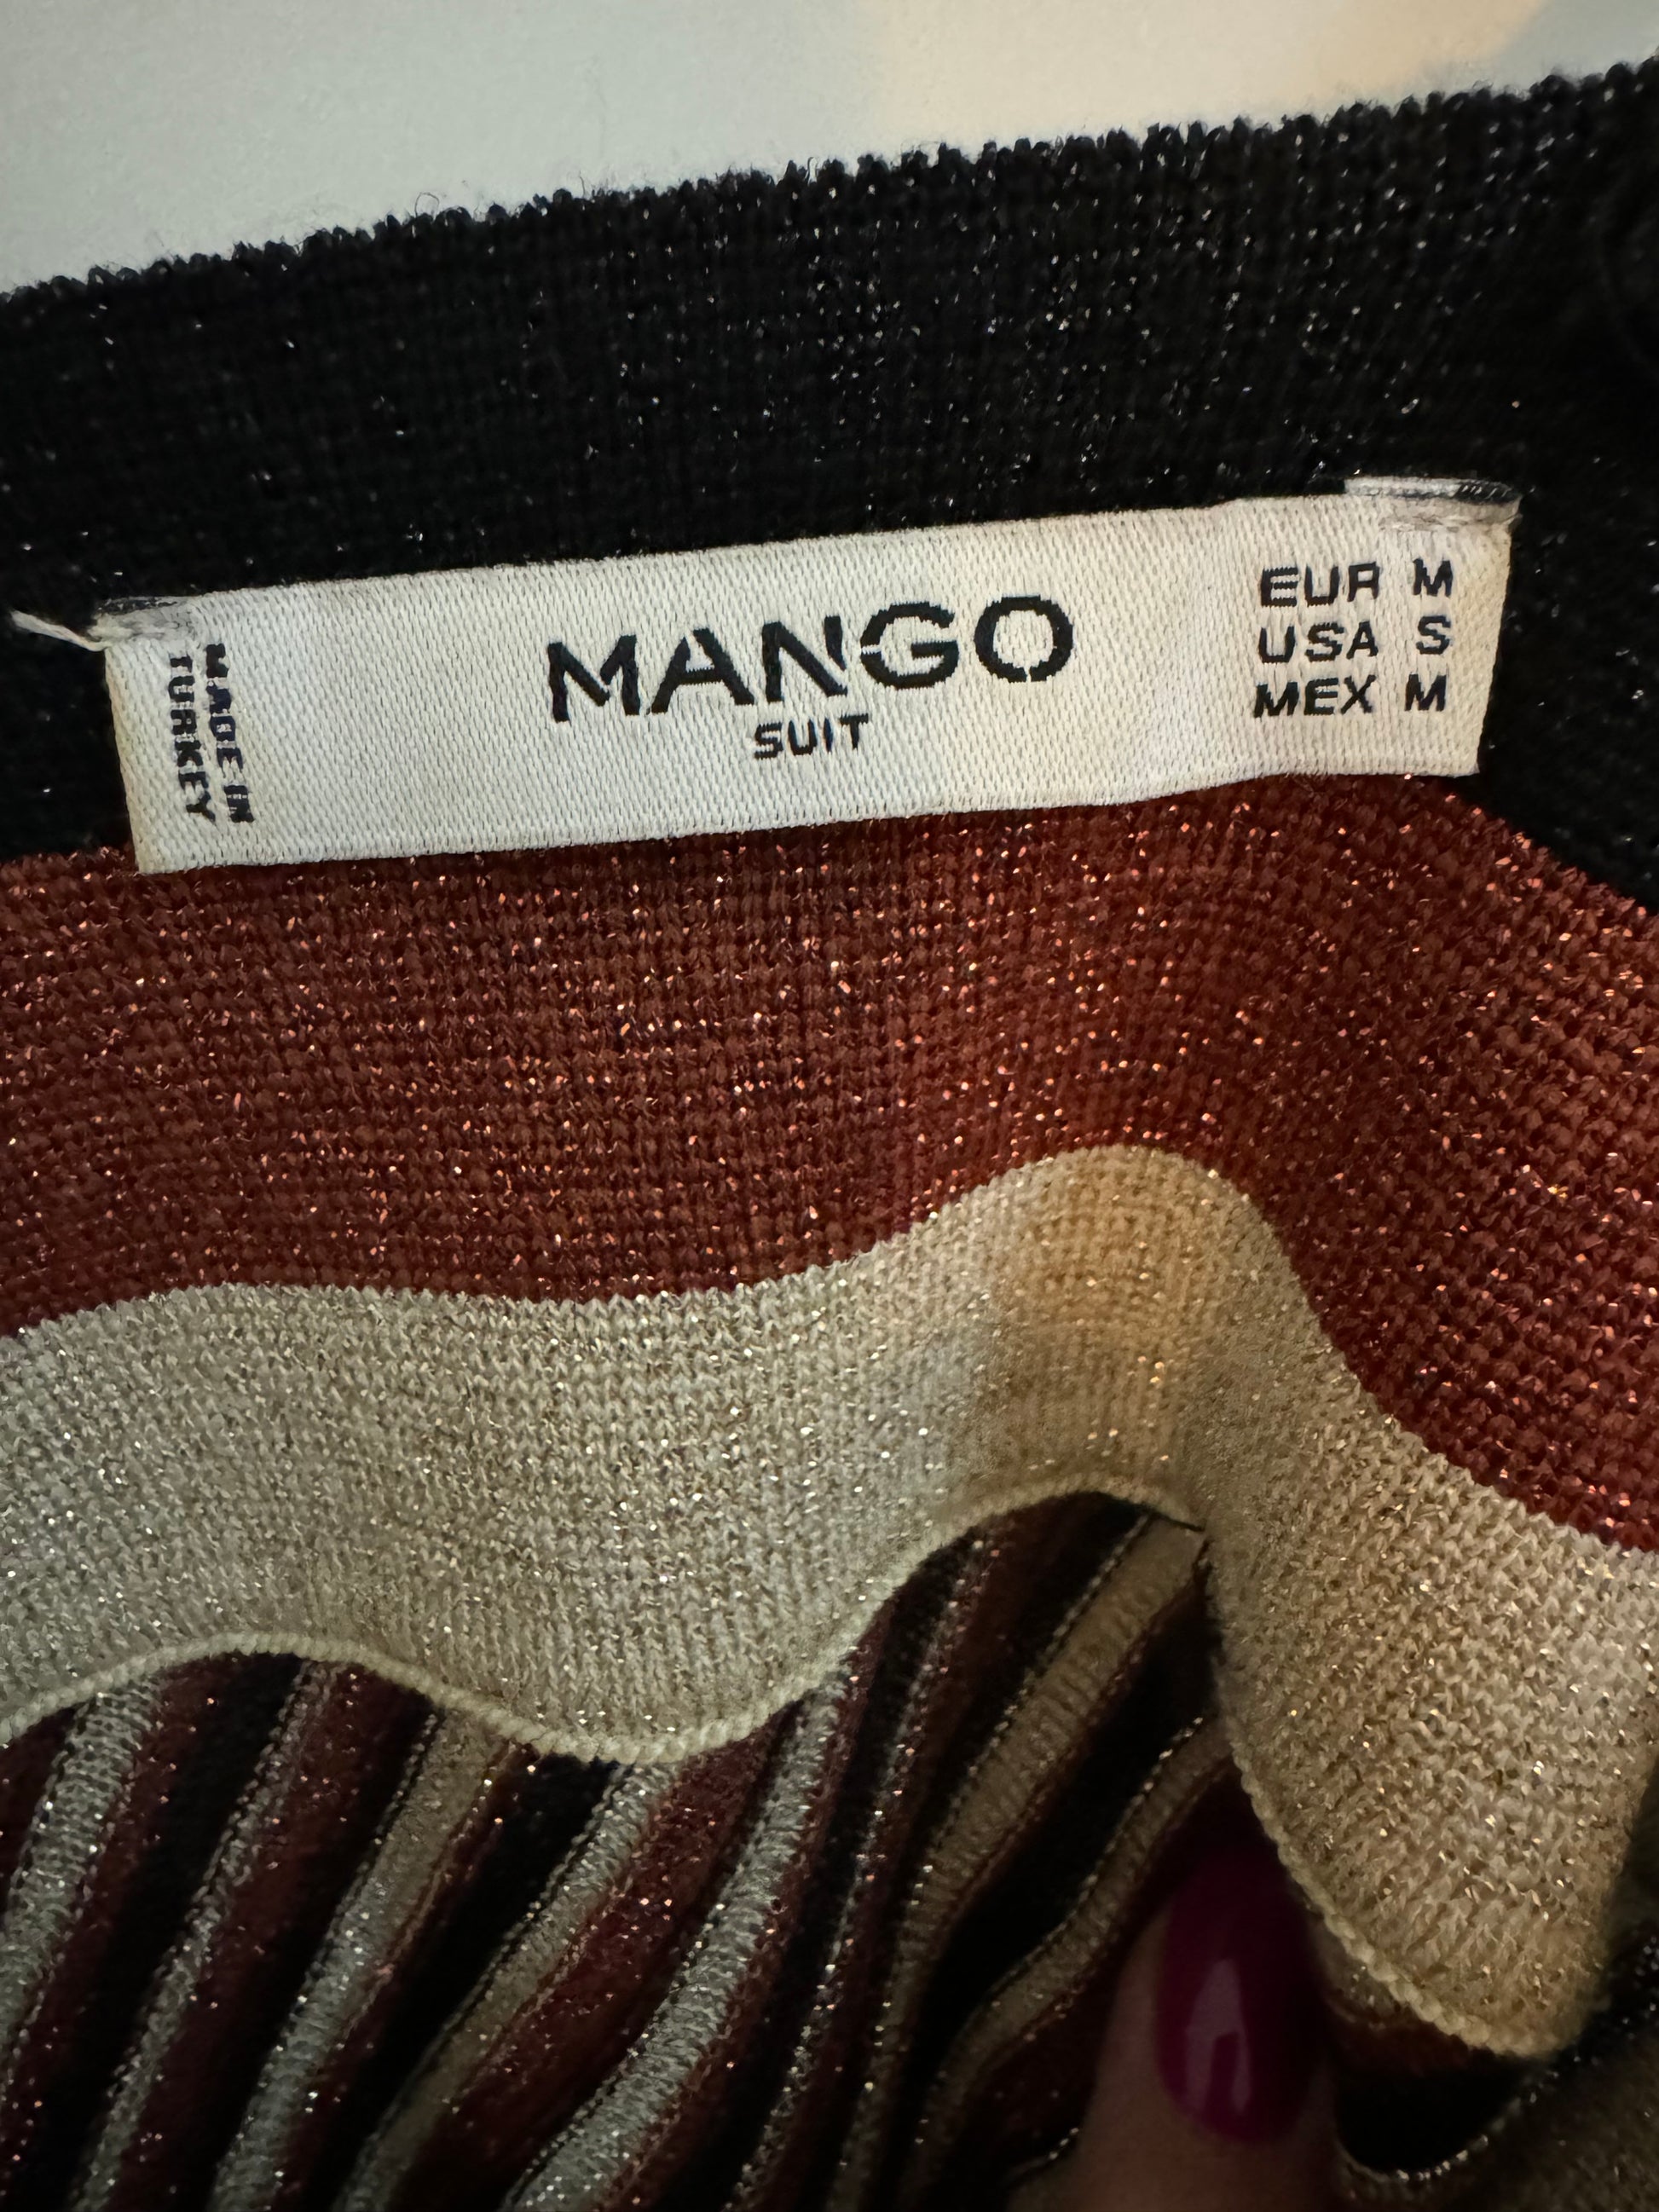 MANGO
SUIT
EUR M
USA S
MEX M
MADE IN
TURKEY